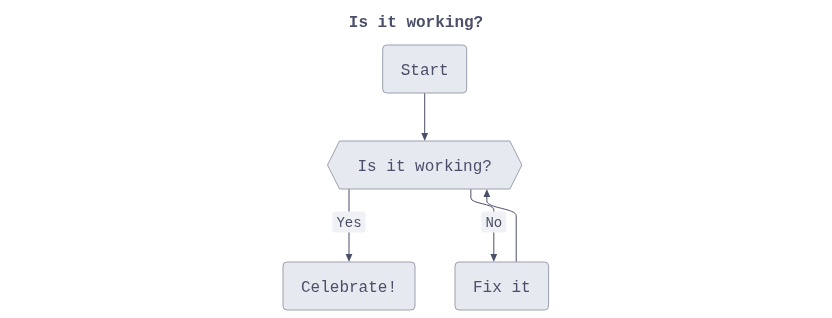 Is it working?
Start
Is it working?
Yes
No
Celebrate!
Fix it